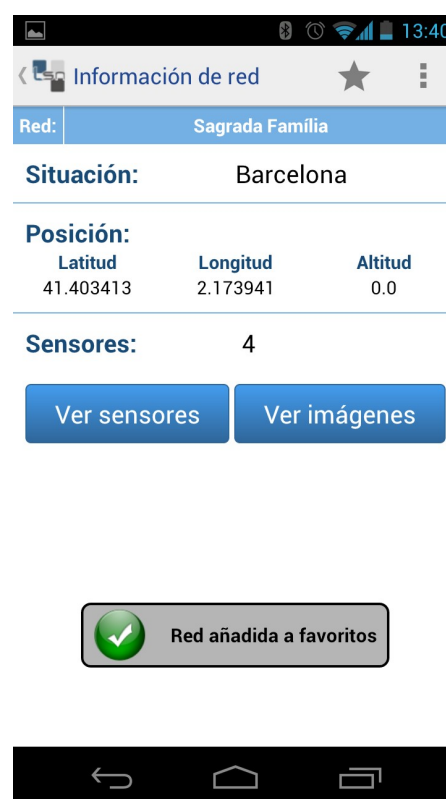 13:40
Información de red
Red: Sagrada Família
Situación: Barcelona
Posición:
Latitud Longitud Altitud
41.403413 2.173941 0.0
Sensores: 4
Ver sensores Ver imágenes
Red añadida a favoritos